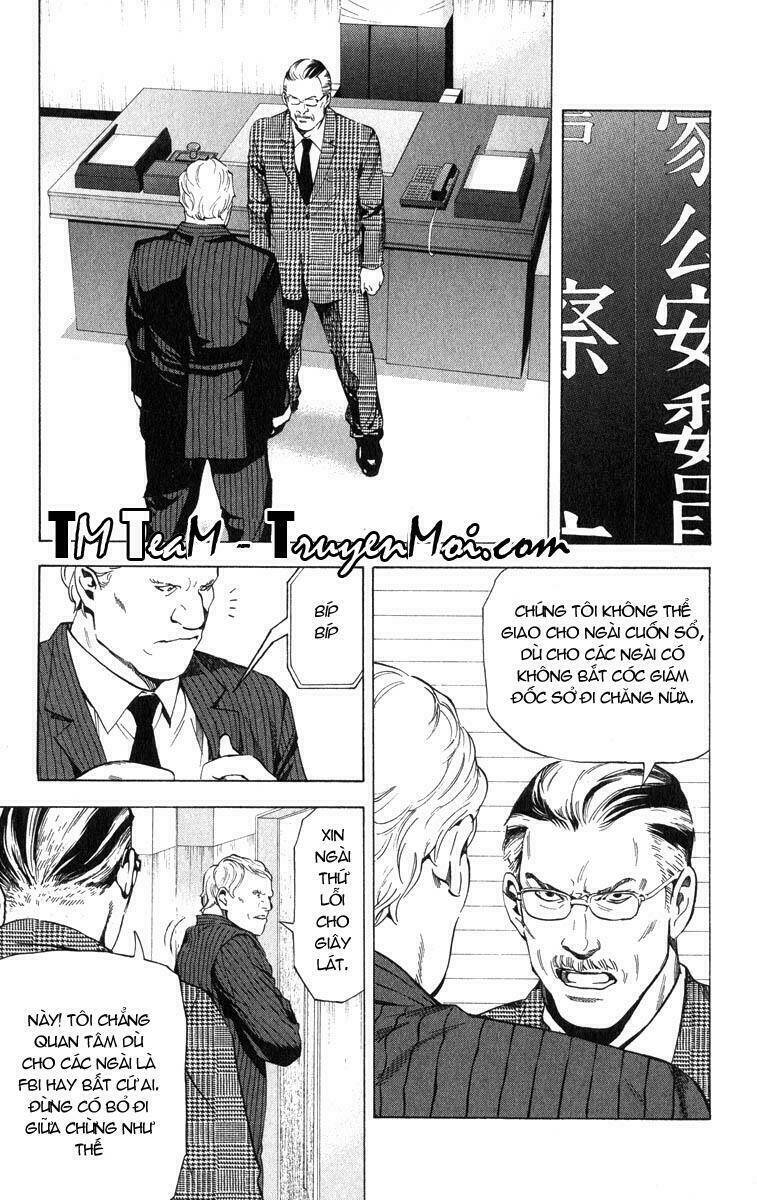 家公安委員
察
TM TeaM - TruyenMoi.com
CHÚNG TÔI KHÔNG THỂ
GIAO CHO NGÀI CUỐN SỔ,
DÙ CHO CÁC NGÀI CÓ
KHÔNG BẮT CÓC GIÁM
ĐỐC SỞ ĐI CHĂNG NỮA.
BÍP
BÍP
XIN
NGÀI
THỨ
LỖI
CHO
GIÂY
LÁT.
NÀY! TÔI CHẲNG
QUAN TÂM DÙ
CHO CÁC NGÀI LÀ
FBI HAY BẤT CỨ AI.
ĐỪNG CÓ BỎ ĐI
GIỮA CHỪNG NHƯ
THẾ